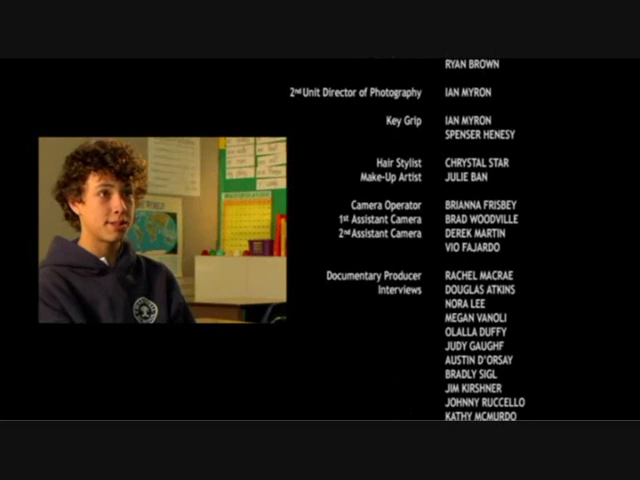 RYAN BROWN
2nd Unit Director of Photography IAN MYRON
Key Grip IAN MYRON
SPENSER HENESY
Hair Stylist CHRYSTAL STAR
Make-Up Artist JULIE BAN
Camera Operator BRIANNA FRISBEY
1st Assistant Camera BRAD WOODVILLE
2nd Assistant Camera DEREK MARTIN
VIO FAJARDO
Documentary Producer RACHEL MACRAE
Interviews DOUGLAS ATKINS
NORA LEE
MEGAN VANOLI
OLALLA DUFFY
JUDY GAUGHF
AUSTIN D'ORSAY
BRADLY SIGL
JIM KIRSHNER
JOHNNY RUCCELLO
KATHY MCMURDO